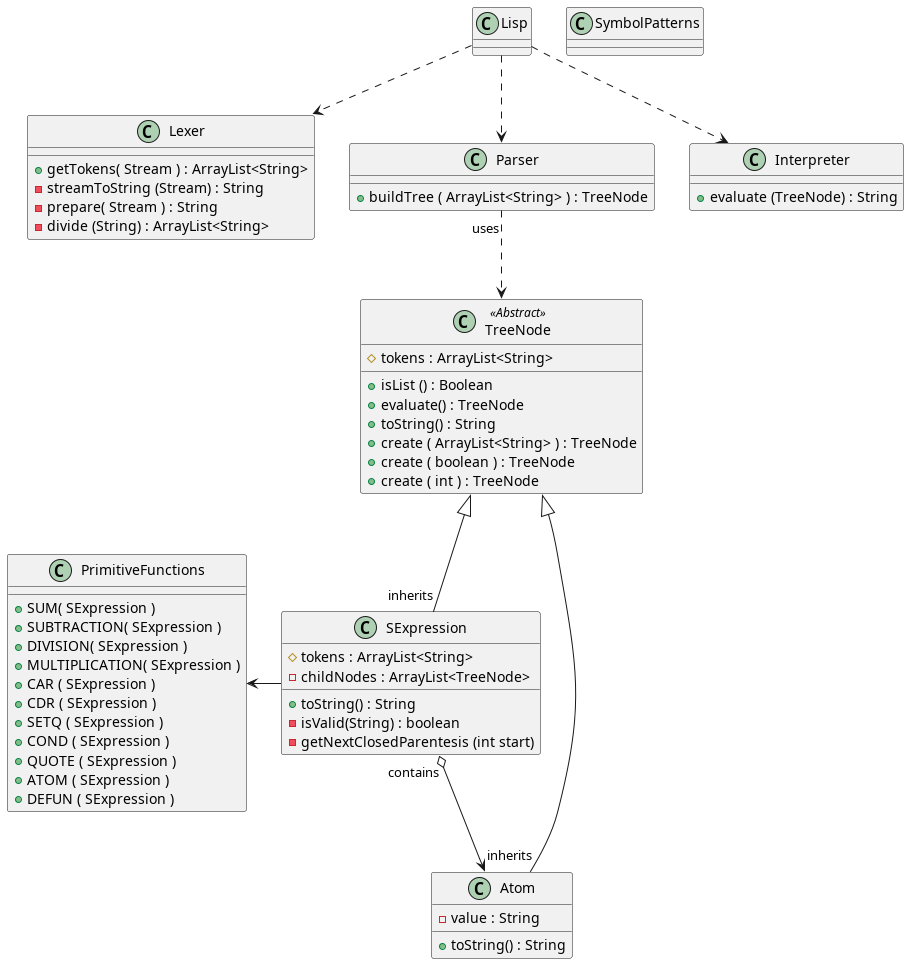 C Lisp
C SymbolPatterns
C Lexer
getTokens( Stream ) : ArrayList<String>
streamToString (Stream) : String
prepare( Stream ) : String
divide (String) : ArrayList<String>
C Parser
buildTree ( ArrayList<String> ) : TreeNode
C Interpreter
evaluate (TreeNode) : String
uses
C «Abstract»
TreeNode
tokens : ArrayList<String>
isList () : Boolean
evaluate() : TreeNode
toString() : String
create ( ArrayList<String> ) : TreeNode
create ( boolean ) : TreeNode
create ( int ) : TreeNode
C PrimitiveFunctions
SUM( SExpression )
SUBTRACTION( SExpression )
DIVISION( SExpression )
MULTIPLICATION( SExpression )
CAR ( SExpression )
CDR ( SExpression )
SETQ ( SExpression )
COND ( SExpression )
QUOTE ( SExpression )
ATOM ( SExpression )
DEFUN ( SExpression )
inherits
C SExpression
tokens : ArrayList<String>
childNodes : ArrayList<TreeNode>
toString() : String
isValid(String) : boolean
getNextClosedParentesis (int start)
contains
inherits
C Atom
value : String
toString() : String